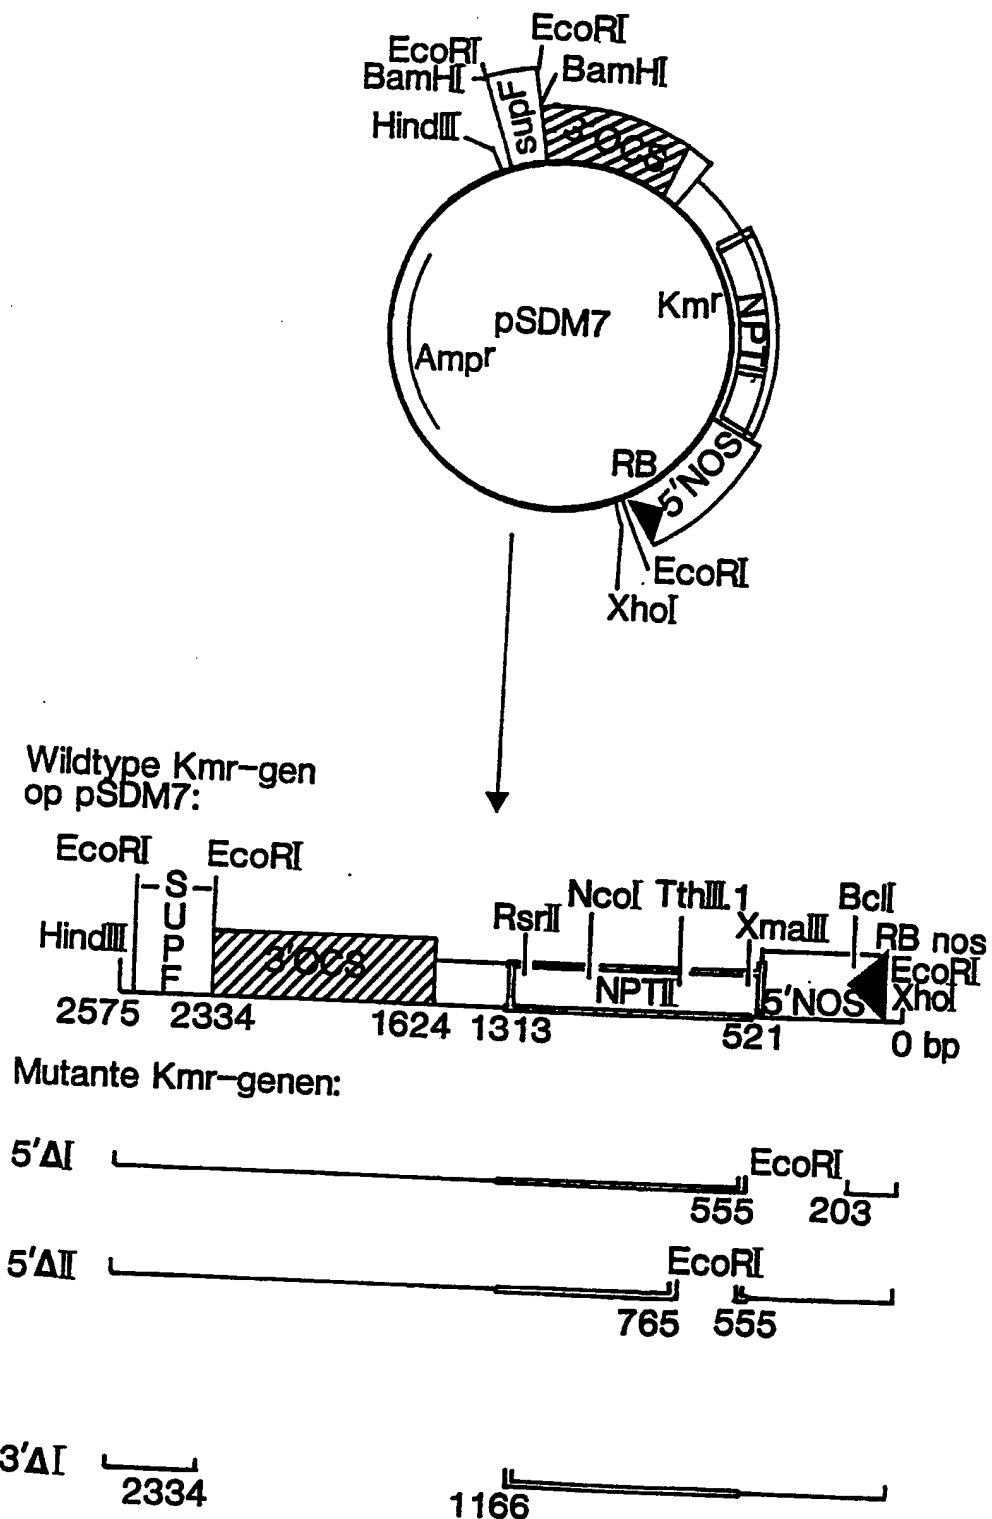 EcoRI
EcoRI
BamHI
BamHI
HindIII
supF
3'OCS
Kmr
NPTII
pSDM7
Ampr
RB
5'NOS
EcoRI
XhoI
Wildtype Kmr-gen
op pSDM7:
EcoRI
SUPF
EcoRI
HindIII
3'OCS
RsrII
NcoI
TthIII.1
XmaIII
BclI
RB nos
EcoRI
XhoI
NPTII
5'NOS
2575
2334
1624
1313
521
0 bp
Mutante Kmr-genen:
5'ΔI
EcoRI
555
203
5'ΔII
EcoRI
765
555
3'ΔI
2334
1166